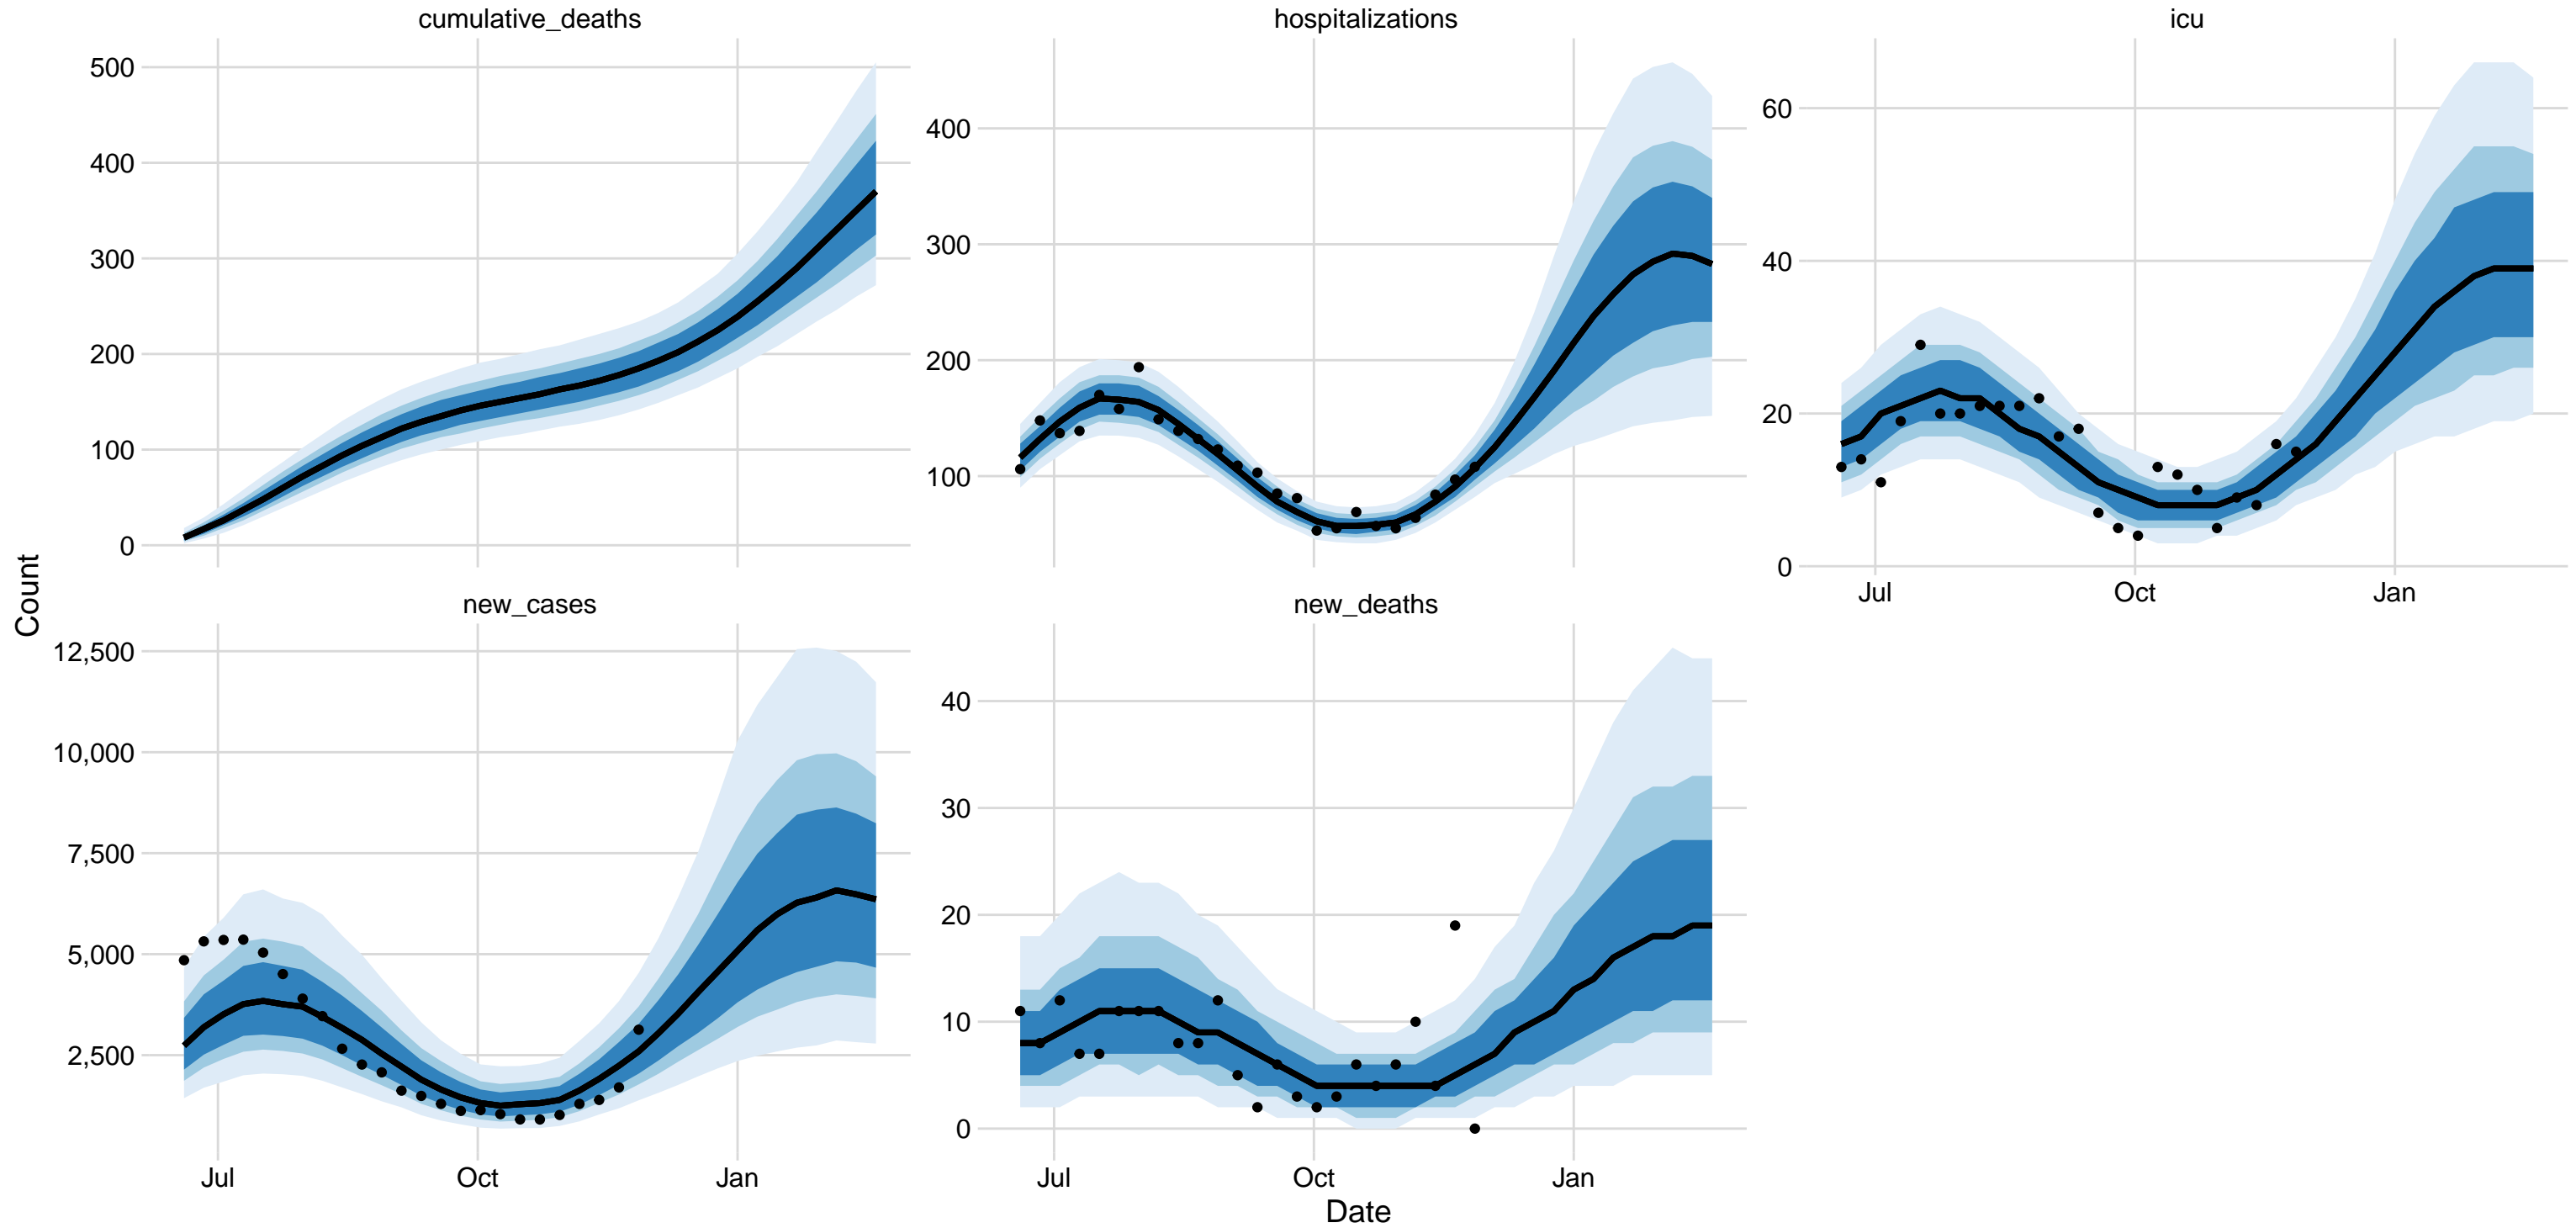 cumulative_deaths
500
400
300
200
100
0
hospitalizations
400
300
200
100
icu
60
40
20
0
Jul Oct Jan
Count
new_cases
12,500
10,000
7,500
5,000
2,500
Jul Oct Jan
new_deaths
40
30
20
10
0
Jul Oct Jan
Date